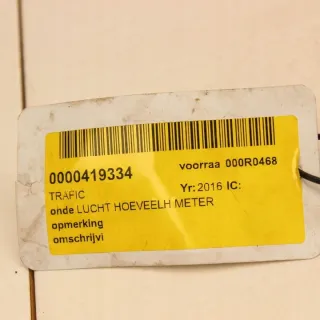 0000419334 voorraa 000R0468
TRAFIC Yr: 2016 IC:
onde LUCHT HOEVEELH METER
opmerking
omschrijvi